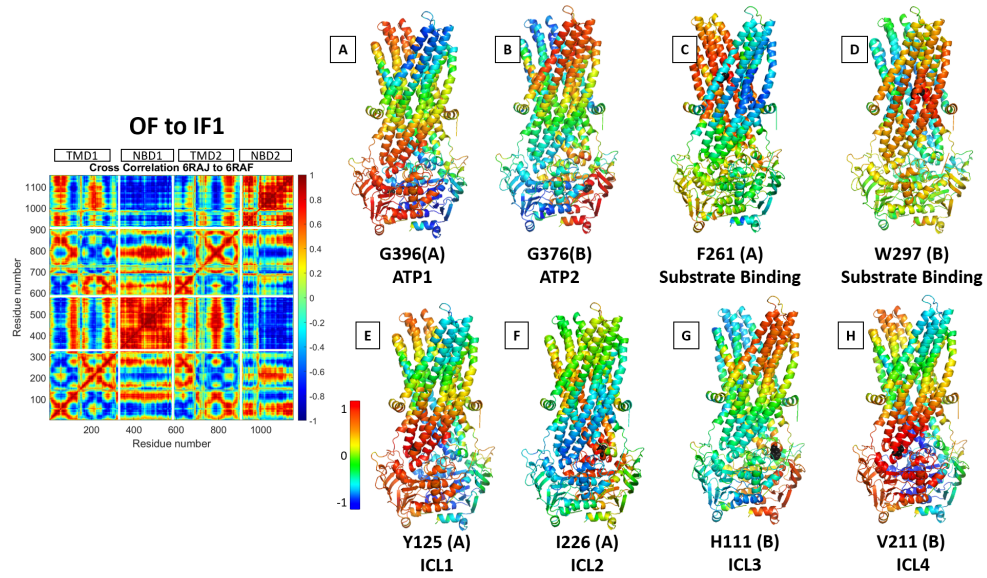 A
B
C
D
OF to IF1
TMD1 NBD1 TMD2 NBD2
Cross Correlation 6RAJ to 6RAF
1100
1000
900
800
700
600
500
400
300
200
100
Residue number
200 400 600 800 1000
Residue number
1
0.8
0.6
0.4
0.2
0
-0.2
-0.4
-0.6
-0.8
-1
G396(A)
ATP1
G376(B)
ATP2
F261 (A)
Substrate Binding
W297 (B)
Substrate Binding
E
F
G
H
1
0
-1
Y125 (A)
ICL1
I226 (A)
ICL2
H111 (B)
ICL3
V211 (B)
ICL4